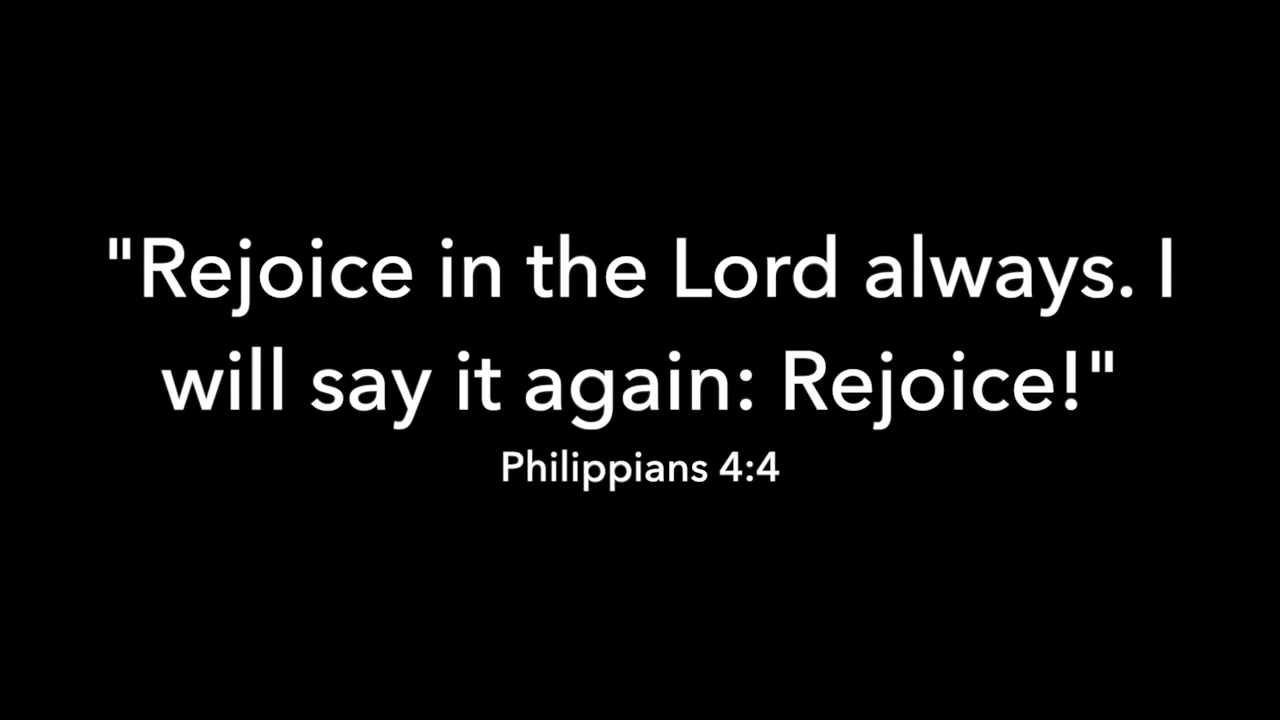 "Rejoice in the Lord always. I
will say it again: Rejoice!"
Philippians 4:4